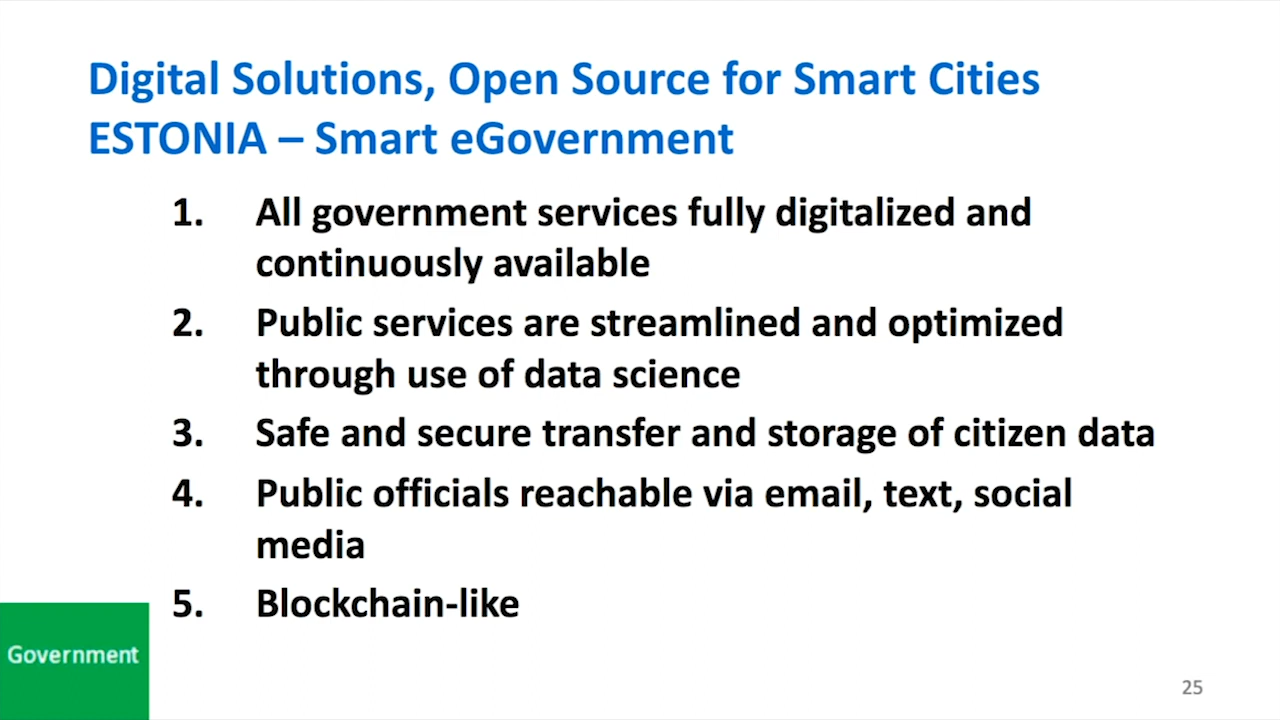 Digital Solutions, Open Source for Smart Cities
ESTONIA – Smart eGovernment
1. All government services fully digitalized and
continuously available
2. Public services are streamlined and optimized
through use of data science
3. Safe and secure transfer and storage of citizen data
4. Public officials reachable via email, text, social
media
5. Blockchain-like
Government
25